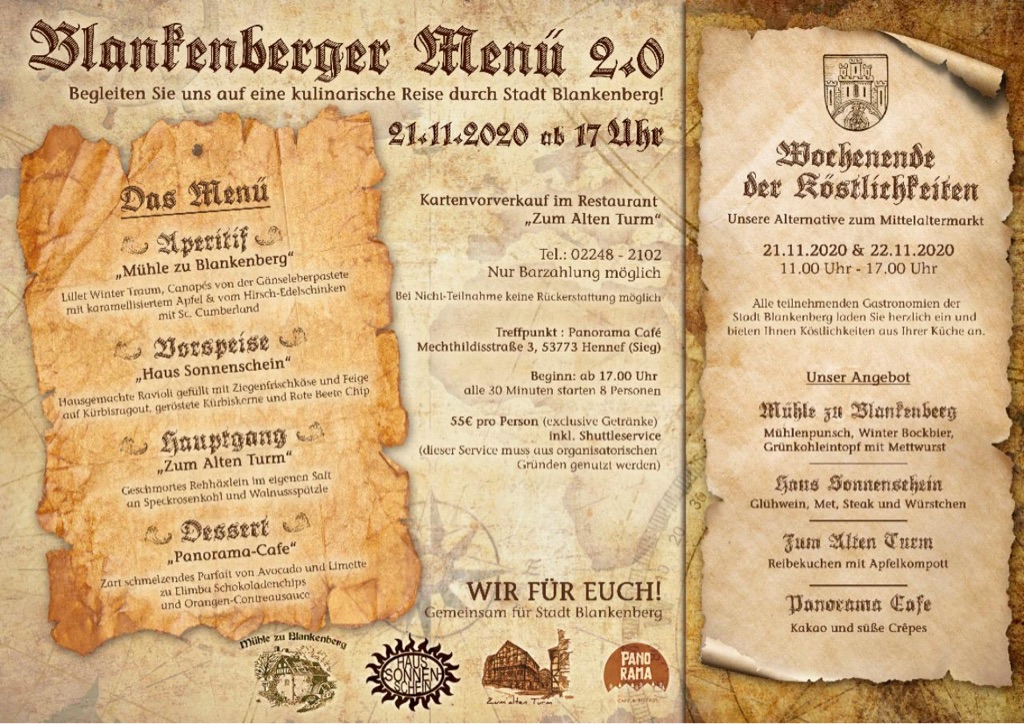 Blankenberger Menü 2.0
Begleiten Sie uns auf eine kulinarische Reise durch Stadt Blankenberg!
21.11.2020 ab 17 Uhr
Das Menü
Aperitif
„Mühle zu Blankenberg“
Lillet Winter Traum, Canapés von der Gänseleberpastete
mit karamellisiertem Apfel & vom Hirsch-Edelschinken
mit Sc. Cumberland
Vorspeise
„Haus Sonnenschein“
Hausgemachte Ravioli gefüllt mit Ziegenfrischkäse und Feige
auf Kürbisragout, geröstete Kürbiskerne und Rote Beete Chip
Hauptgang
„Zum Alten Turm“
Geschmortes Rehhäxlein im eigenen Saft
an Speckrosenkohl und Walnussspätzle
Dessert
„Panorama-Cafe“
Zart schmelzendes Parfait von Avocado und Limette
zu Elimba Schokoladenchips
und Orangen-Contreausauce
Kartenvorverkauf im Restaurant
„Zum Alten Turm“
Tel.: 02248 - 2102
Nur Barzahlung möglich
Bei Nicht-Teilnahme keine Rückerstattung möglich
Treffpunkt : Panorama Café
Mechthildisstraße 3, 53773 Hennef (Sieg)
Beginn: ab 17.00 Uhr
alle 30 Minuten starten 8 Personen
55€ pro Person (exclusive Getränke)
inkl. Shuttleservice
(dieser Service muss aus organisatorischen
Gründen genutzt werden)
WIR FÜR EUCH!
Gemeinsam für Stadt Blankenberg
Mühle zu Blankenberg
HAUS
SONNEN
SCHEIN
Zum alten Turm
PANO
RAMA
Wochenende
der Köstlichkeiten
Unsere Alternative zum Mittelaltermarkt
21.11.2020 & 22.11.2020
11.00 Uhr - 17.00 Uhr
Alle teilnehmenden Gastronomien der
Stadt Blankenberg laden Sie herzlich ein und
bieten Ihnen Köstlichkeiten aus Ihrer Küche an.
Unser Angebot
Mühle zu Blankenberg
Mühlenpunsch, Winter Bockbier,
Grünkohleintopf mit Mettwurst
Haus Sonnenschein
Glühwein, Met, Steak und Würstchen
Zum Alten Turm
Reibekuchen mit Apfelkompott
Panorama Cafe
Kakao und süße Crêpes